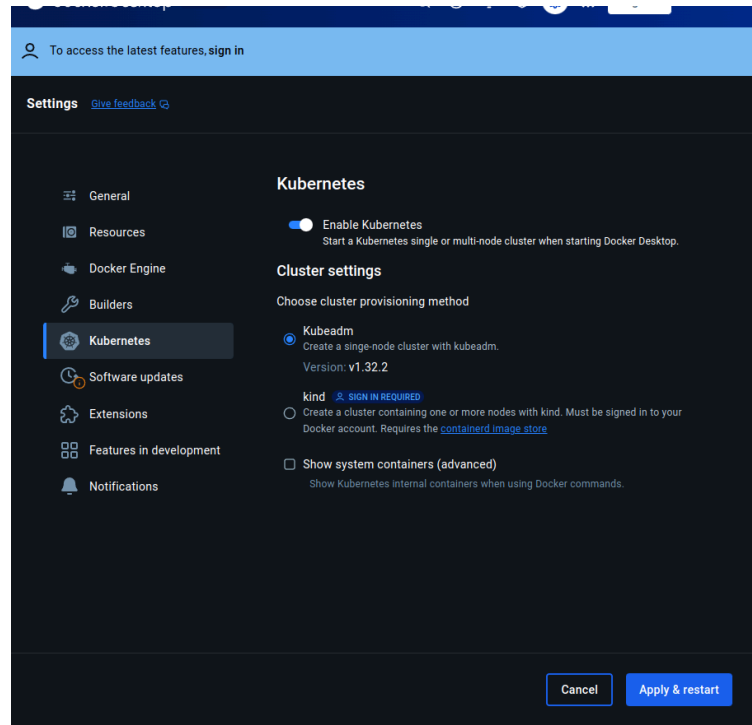 To access the latest features, sign in
Settings Give feedback
General
Resources
Docker Engine
Builders
Kubernetes
Software updates
Extensions
Features in development
Notifications
Kubernetes
Enable Kubernetes
Start a Kubernetes single or multi-node cluster when starting Docker Desktop.
Cluster settings
Choose cluster provisioning method
Kubeadm
Create a singe-node cluster with kubeadm.
Version: v1.32.2
kind SIGN IN REQUIRED
Create a cluster containing one or more nodes with kind. Must be signed in to your
Docker account. Requires the containerd image store
Show system containers (advanced)
Show Kubernetes internal containers when using Docker commands.
Cancel Apply & restart